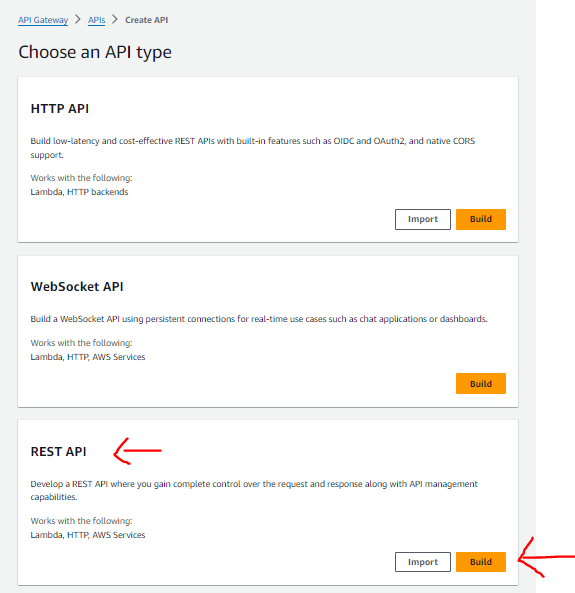 API Gateway > APIs > Create API
Choose an API type
HTTP API
Build low-latency and cost-effective REST APIs with built-in features such as OIDC and OAuth2, and native CORS
support.
Works with the following:
Lambda, HTTP backends
Import Build
WebSocket API
Build a WebSocket API using persistent connections for real-time use cases such as chat applications or dashboards.
Works with the following:
Lambda, HTTP, AWS Services
Build
REST API
Develop a REST API where you gain complete control over the request and response along with API management
capabilities.
Works with the following:
Lambda, HTTP, AWS Services
Import Build